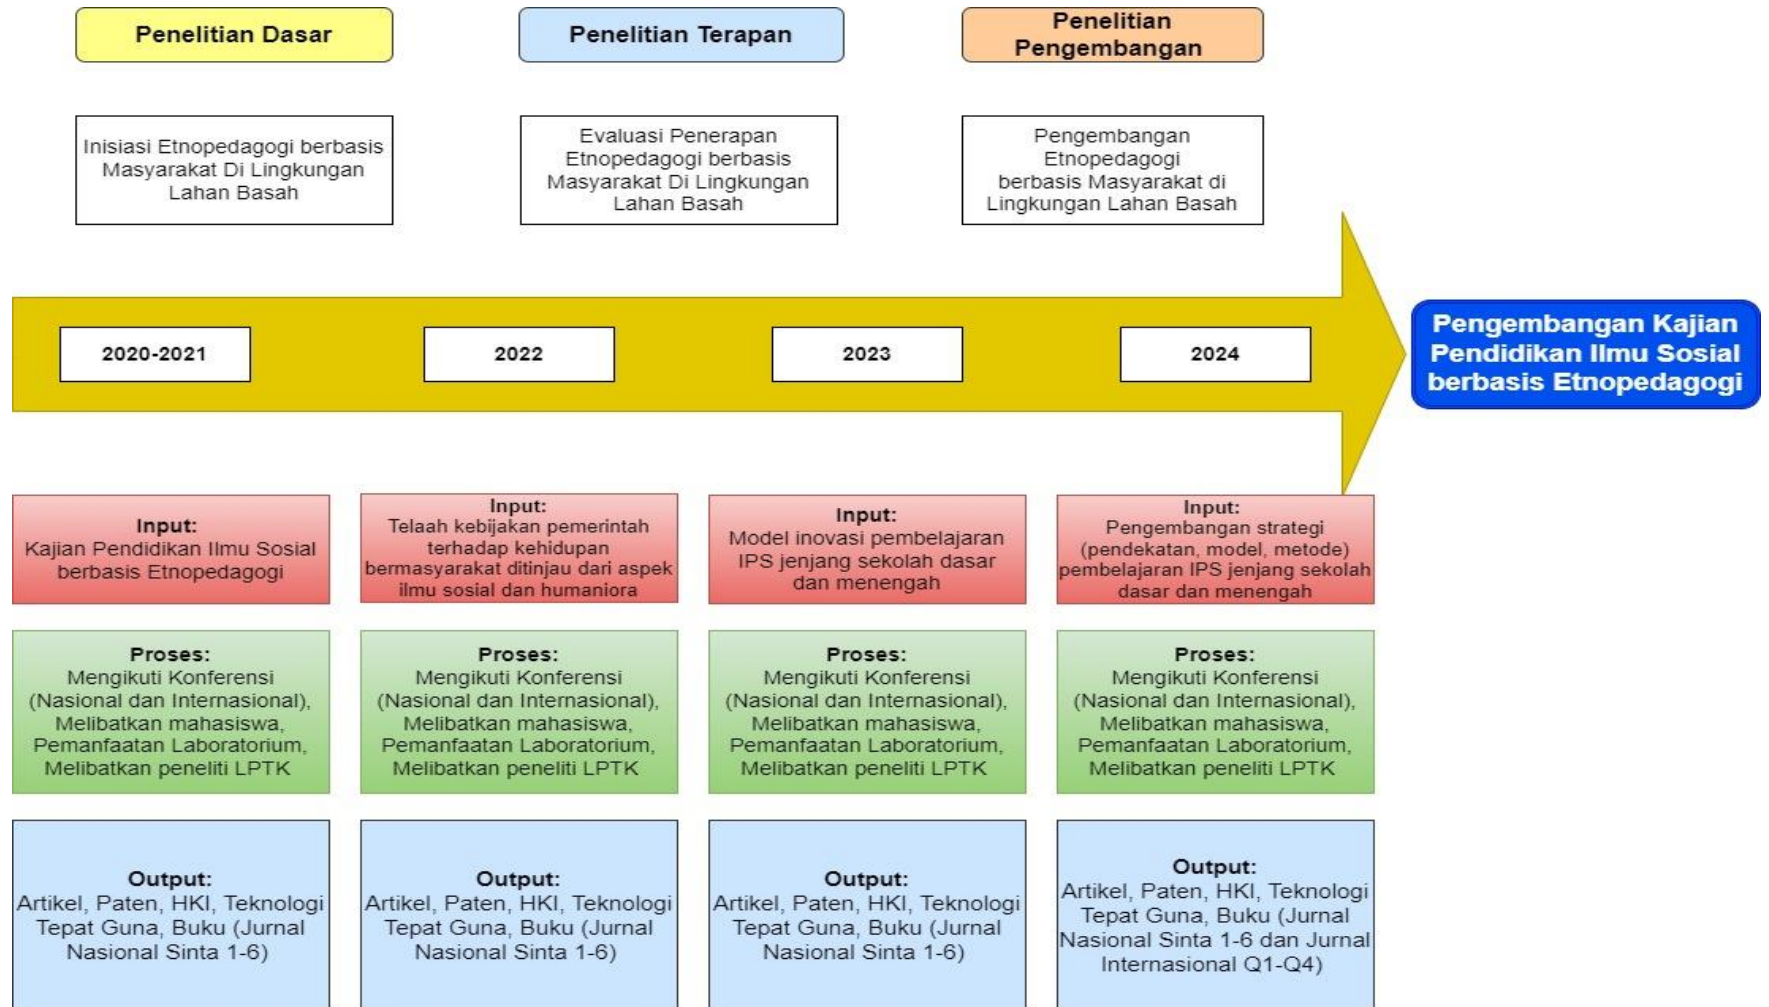 Penelitian Dasar
Penelitian Terapan
Penelitian
Pengembangan
Inisiasi Etnopedagogi berbasis
Masyarakat Di Lingkungan
Lahan Basah
Evaluasi Penerapan
Etnopedagogi berbasis
Masyarakat Di Lingkungan
Lahan Basah
Pengembangan
Etnopedagogi
berbasis Masyarakat di
Lingkungan Lahan Basah
2020-2021
2022
2023
2024
Pengembangan Kajian
Pendidikan Ilmu Sosial
berbasis Etnopedagogi
Input:
Kajian Pendidikan Ilmu Sosial
berbasis Etnopedagogi
Input:
Telaah kebijakan pemerintah
terhadap kehidupan
bermasyarakat ditinjau dari aspek
ilmu sosial dan humaniora
Input:
Model inovasi pembelajaran
IPS jenjang sekolah dasar
dan menengah
Input:
Pengembangan strategi
(pendekatan, model, metode)
pembelajaran IPS jenjang sekolah
dasar dan menengah
Proses:
Mengikuti Konferensi
(Nasional dan Internasional),
Melibatkan mahasiswa,
Pemanfaatan Laboratorium,
Melibatkan peneliti LPTK
Proses:
Mengikuti Konferensi
(Nasional dan Internasional),
Melibatkan mahasiswa,
Pemanfaatan Laboratorium,
Melibatkan peneliti LPTK
Proses:
Mengikuti Konferensi
(Nasional dan Internasional),
Melibatkan mahasiswa,
Pemanfaatan Laboratorium,
Melibatkan peneliti LPTK
Proses:
Mengikuti Konferensi
(Nasional dan Internasional),
Melibatkan mahasiswa,
Pemanfaatan Laboratorium,
Melibatkan peneliti LPTK
Output:
Artikel, Paten, HKI, Teknologi
Tepat Guna, Buku (Jurnal
Nasional Sinta 1-6)
Output:
Artikel, Paten, HKI, Teknologi
Tepat Guna, Buku (Jurnal
Nasional Sinta 1-6)
Output:
Artikel, Paten, HKI, Teknologi
Tepat Guna, Buku (Jurnal
Nasional Sinta 1-6)
Output:
Artikel, Paten, HKI, Teknologi
Tepat Guna, Buku (Jurnal
Nasional Sinta 1-6 dan Jurnal
Internasional Q1-Q4)